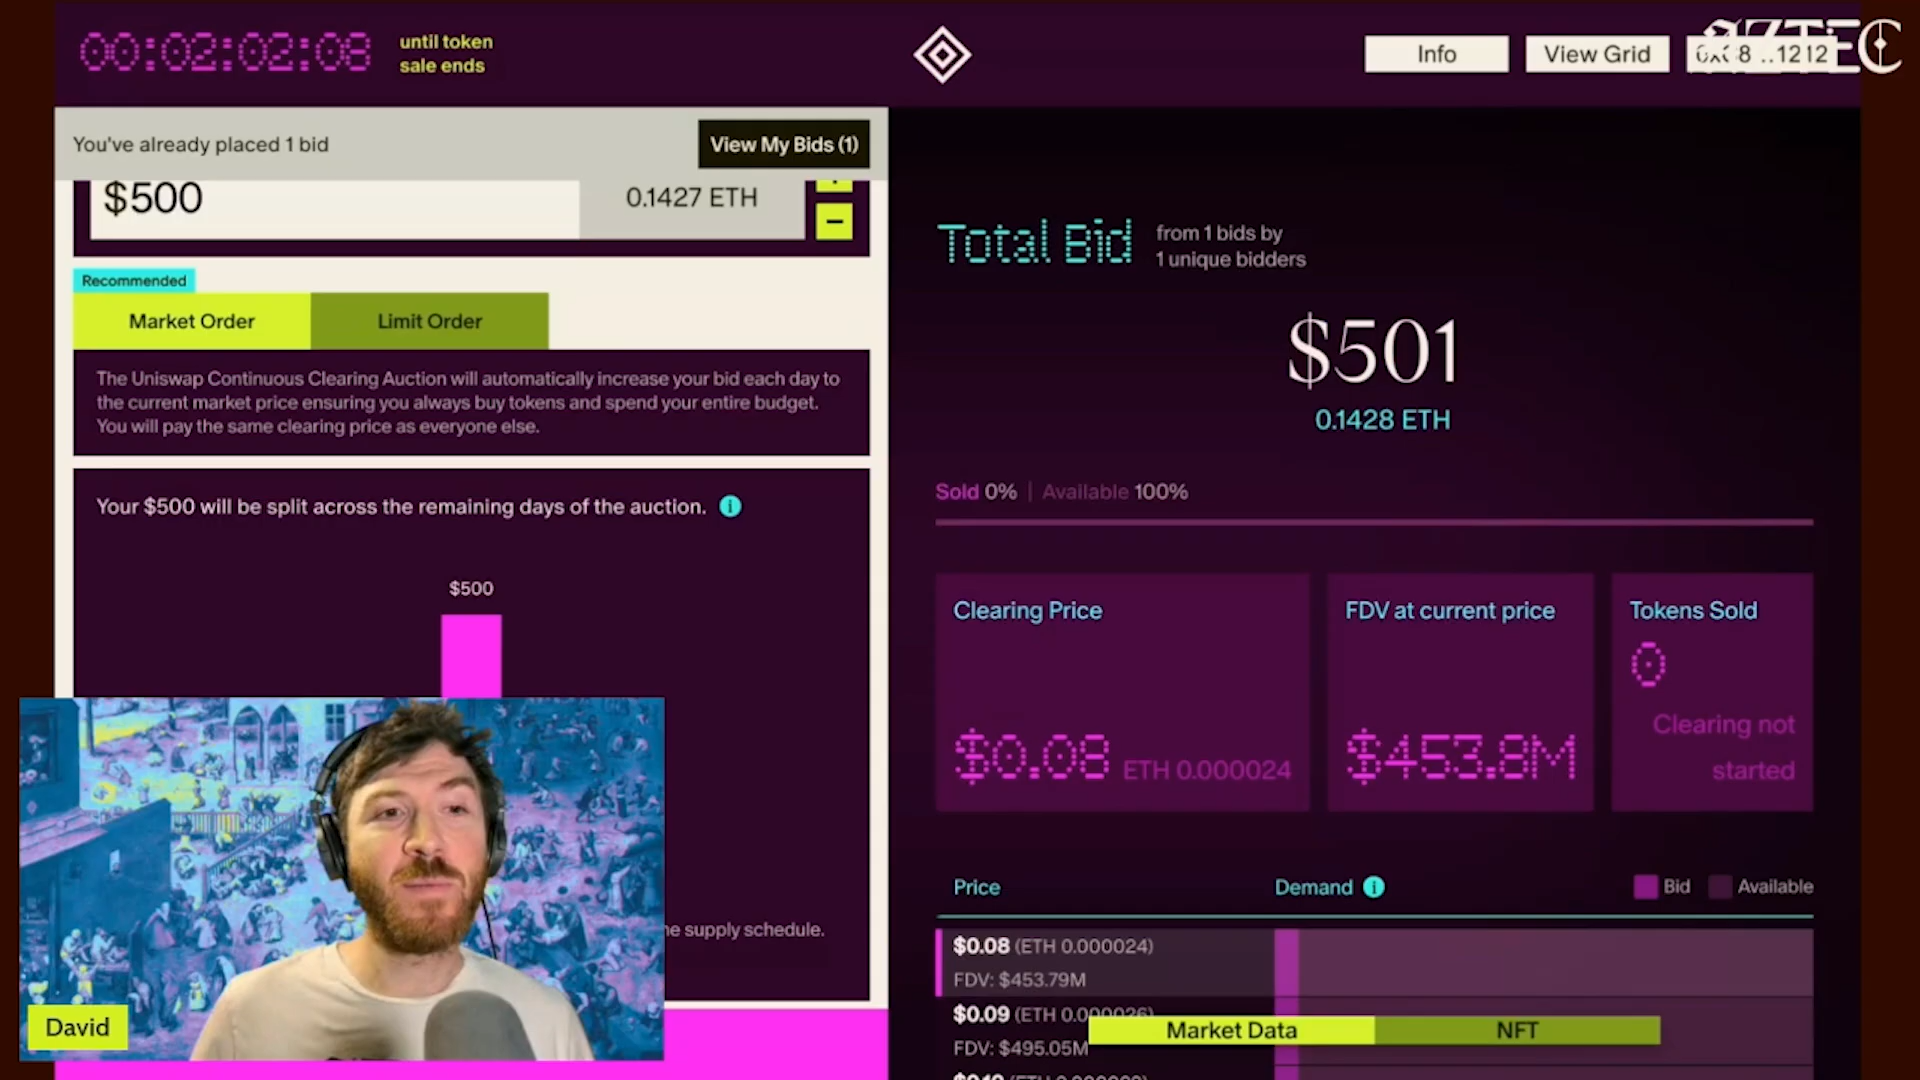 00:02:02:08
until token
sale ends
Info
View Grid
AZTEC
You've already placed 1 bid
View My Bids (1)
$500
0.1427 ETH
Recommended
Market Order
Limit Order
The Uniswap Continuous Clearing Auction will automatically increase your bid each day to
the current market price ensuring you always buy tokens and spend your entire budget.
You will pay the same clearing price as everyone else.
Your $500 will be split across the remaining days of the auction.
$500
supply schedule.
David
Total Bid
from 1 bids by
1 unique bidders
$501
0.1428 ETH
Sold 0% | Available 100%
Clearing Price
$0.08 ETH 0.000024
FDV at current price
$453.8M
Tokens Sold
0
Clearing not
started
Price
Demand
Bid
Available
$0.08 (ETH 0.000024)
FDV: $453.79M
$0.09 (ETH 0.000026)
FDV: $495.05M
Market Data
NFT